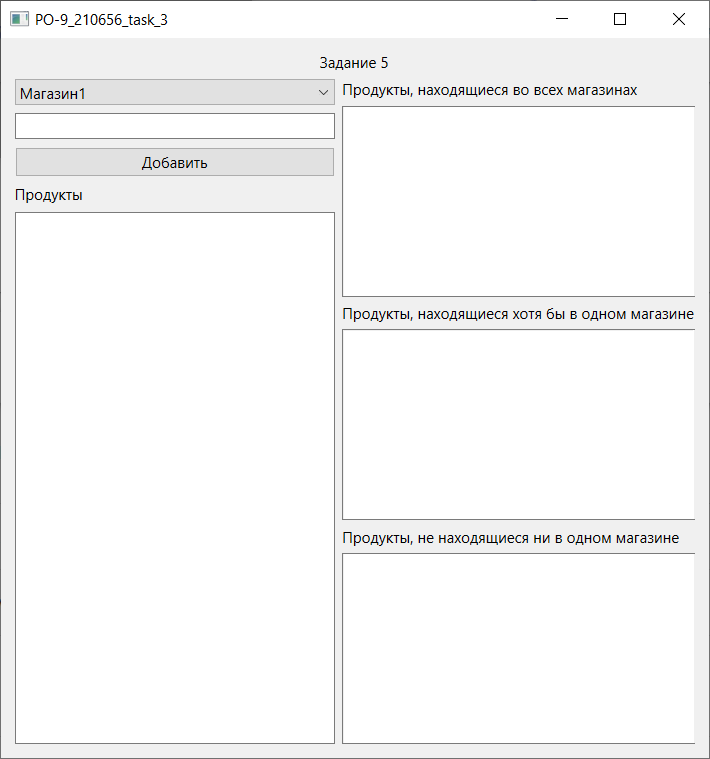 PO-9_210656_task_3
Задание 5
Магазин1
Добавить
Продукты
Продукты, находящиеся во всех магазинах
Продукты, находящиеся хотя бы в одном магазине
Продукты, не находящиеся ни в одном магазине